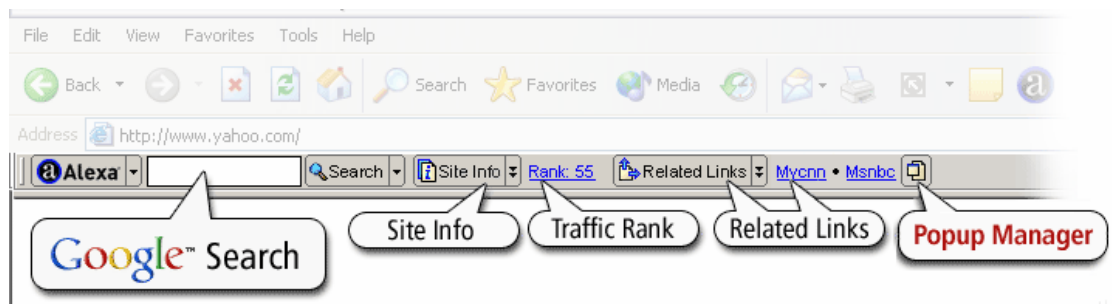 File Edit View Favorites Tools Help
Back Search Favorites Media
Address http://www.yahoo.com/
Alexa Search Site Info Rank: 55 Related Links Mycnn • Msnbc
Google™ Search Site Info Traffic Rank Related Links Popup Manager